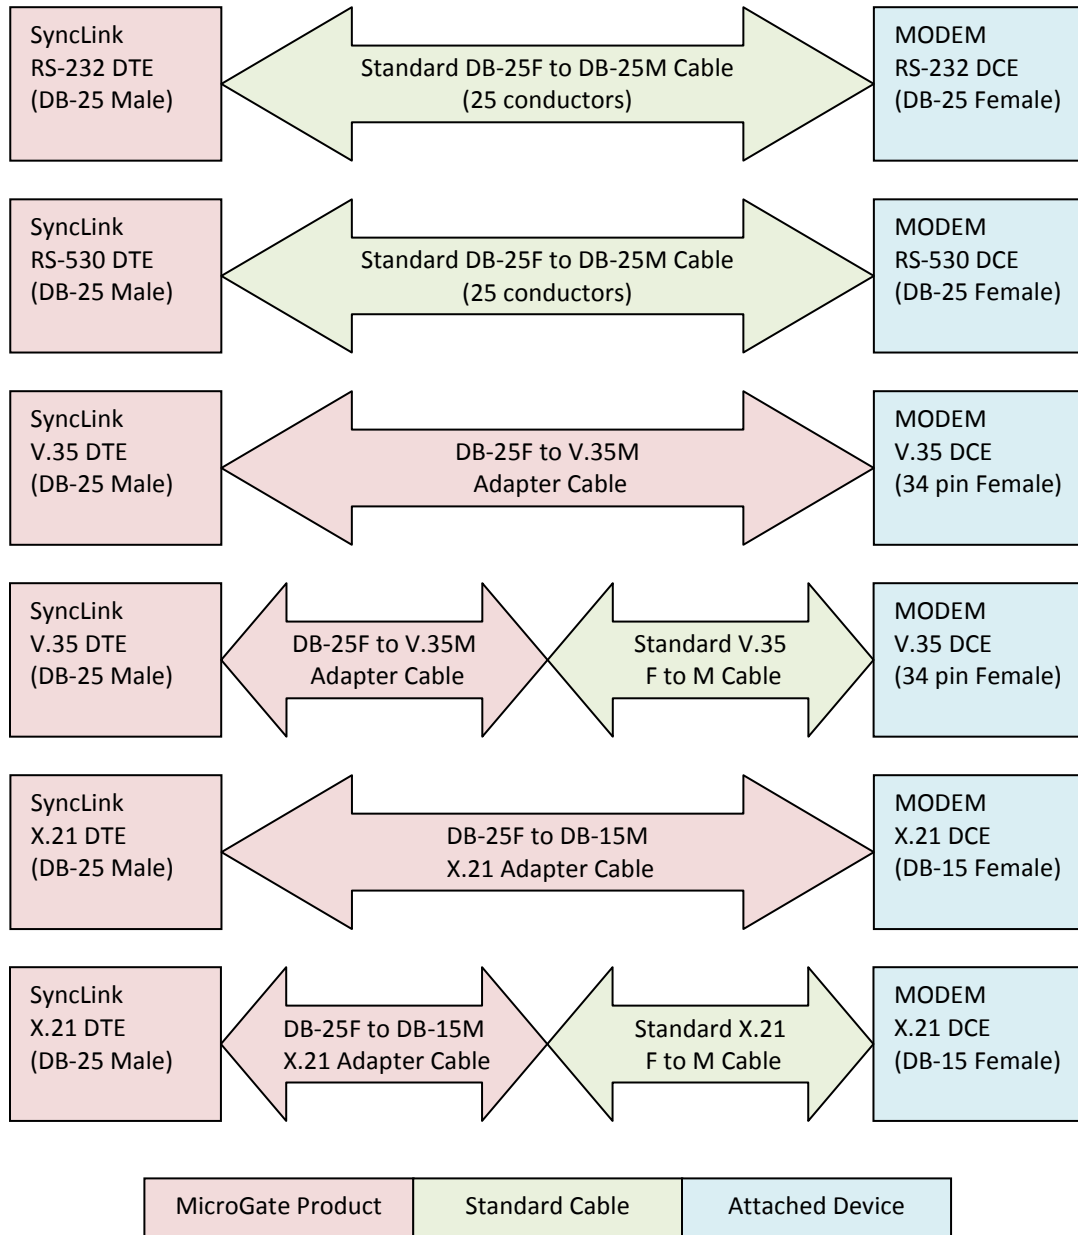 SyncLink
RS-232 DTE
(DB-25 Male)
Standard DB-25F to DB-25M Cable
(25 conductors)
MODEM
RS-232 DCE
(DB-25 Female)
SyncLink
RS-530 DTE
(DB-25 Male)
Standard DB-25F to DB-25M Cable
(25 conductors)
MODEM
RS-530 DCE
(DB-25 Female)
SyncLink
V.35 DTE
(DB-25 Male)
DB-25F to V.35M
Adapter Cable
MODEM
V.35 DCE
(34 pin Female)
SyncLink
V.35 DTE
(DB-25 Male)
DB-25F to V.35M
Adapter Cable
Standard V.35
F to M Cable
MODEM
V.35 DCE
(34 pin Female)
SyncLink
X.21 DTE
(DB-25 Male)
DB-25F to DB-15M
X.21 Adapter Cable
MODEM
X.21 DCE
(DB-15 Female)
SyncLink
X.21 DTE
(DB-25 Male)
DB-25F to DB-15M
X.21 Adapter Cable
Standard X.21
F to M Cable
MODEM
X.21 DCE
(DB-15 Female)
MicroGate Product
Standard Cable
Attached Device